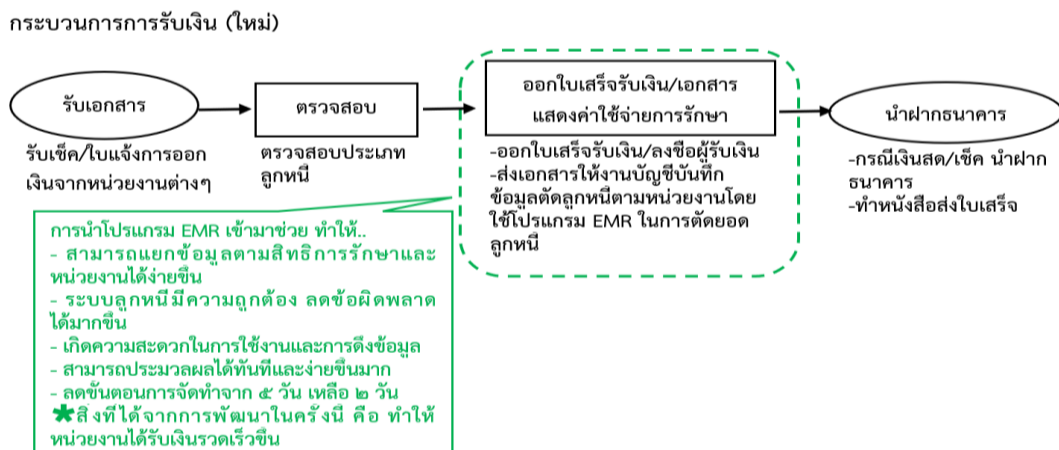 กระบวนการการรับเงิน (ใหม่)
รับเอกสาร
รับเช็ค/ใบแจ้งการออก
เงินจากหน่วยงานต่างๆ
ตรวจสอบ
ตรวจสอบประเภท
ลูกหนี้
ออกใบเสร็จรับเงิน/เอกสาร
แสดงค่าใช้จ่ายการรักษา
-ออกใบเสร็จรับเงิน/ลงชื่อผู้รับเงิน
-ส่งเอกสารให้งานบัญชีบันทึก
ข้อมูลตัดลูกหนี้ตามหน่วยงานโดย
ใช้โปรแกรม EMR ในการตัดยอด
ลูกหนี้
นำฝากธนาคาร
-กรณีเงินสด/เช็ค นำฝาก
ธนาคาร
-ทำหนังสือส่งใบเสร็จ
การนำโปรแกรม EMR เข้ามาช่วย ทำให้..
- สามารถแยกข้อมูลตามสิทธิการรักษาและ
หน่วยงานได้ง่ายขึ้น
- ระบบลูกหนี้มีความถูกต้อง ลดข้อผิดพลาด
ได้มากขึ้น
- เกิดความสะดวกในการใช้งานและการดึงข้อมูล
- สามารถประมวลผลได้ทันทีและง่ายขึ้นมาก
- ลดขั้นตอนการจัดทำจาก ๕ วัน เหลือ ๒ วัน
✱สิ่งที่ได้จากการพัฒนาในครั้งนี้ คือ ทำให้
หน่วยงานได้รับเงินรวดเร็วขึ้น